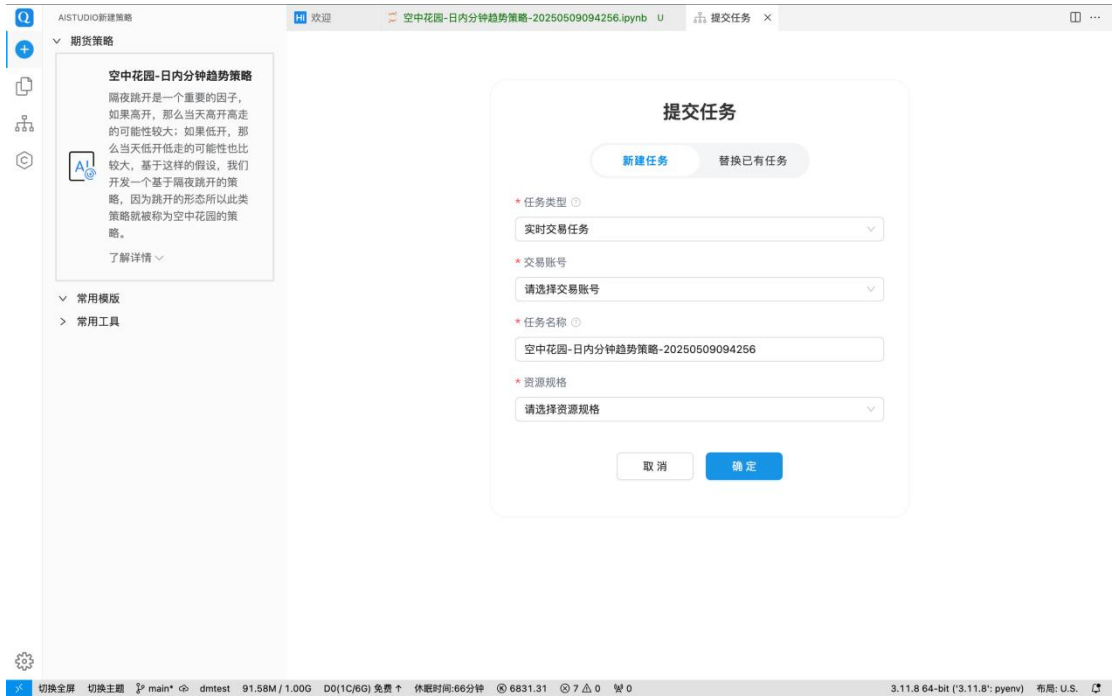 Q
AISTUDIO新建策略
HI 欢迎
空中花园-日内分钟趋势策略-20250509094256.ipynb U
提交任务 ×
期货策略
空中花园-日内分钟趋势策略
隔夜跳开是一个重要的因子，
如果高开，那么当天高开高走
的可能性较大；如果低开，那
么当天低开低走的可能性也比
较大，基于这样的假设，我们
开发一个基于隔夜跳开的策
略，因为跳开的形态所以此类
策略就被称为空中花园的策
略。
AI
了解详情
常用模版
常用工具
提交任务
新建任务 替换已有任务
* 任务类型
实时交易任务
* 交易账号
请选择交易账号
* 任务名称
空中花园-日内分钟趋势策略-20250509094256
* 资源规格
请选择资源规格
取消 确定
切换全屏 切换主题 main* dmtest 91.58M / 1.00G D0(1C/6G) 免费 休眠时间:66分钟 6831.31 7 0 0 3.11.8 64-bit ('3.11.8': pyenv) 布局: U.S.